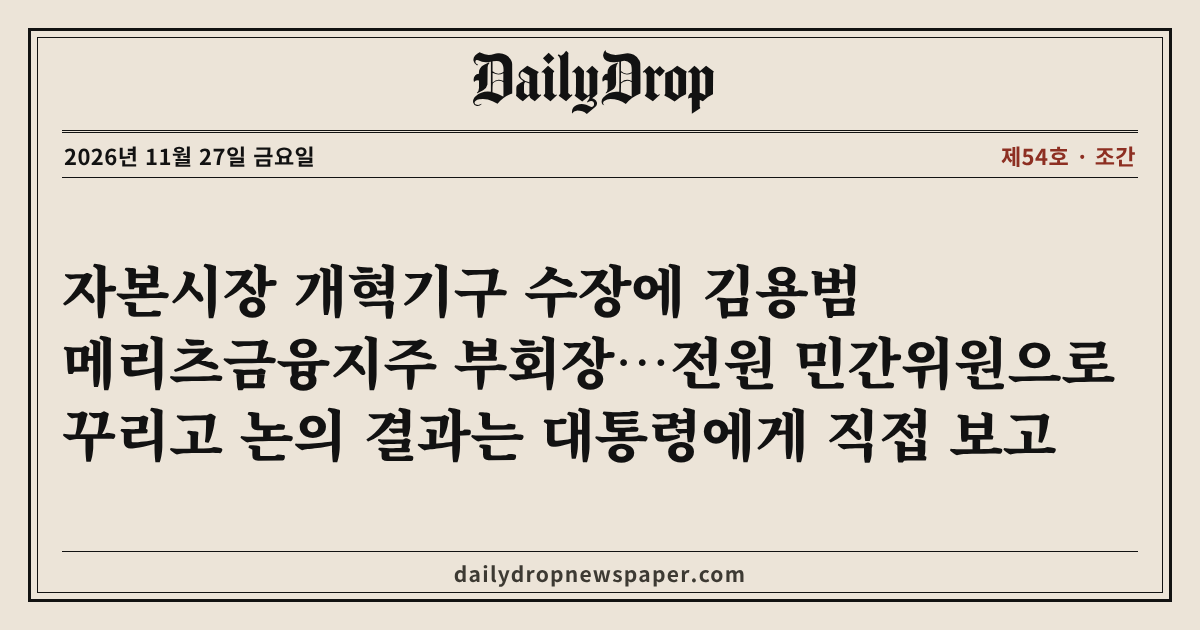 DailyDrop
2026년 11월 27일 금요일
제54호 · 조간
자본시장 개혁기구 수장에 김용범
메리츠금융지주 부회장…전원 민간위원으로
꾸리고 논의 결과는 대통령에게 직접 보고
dailydropnewspaper.com